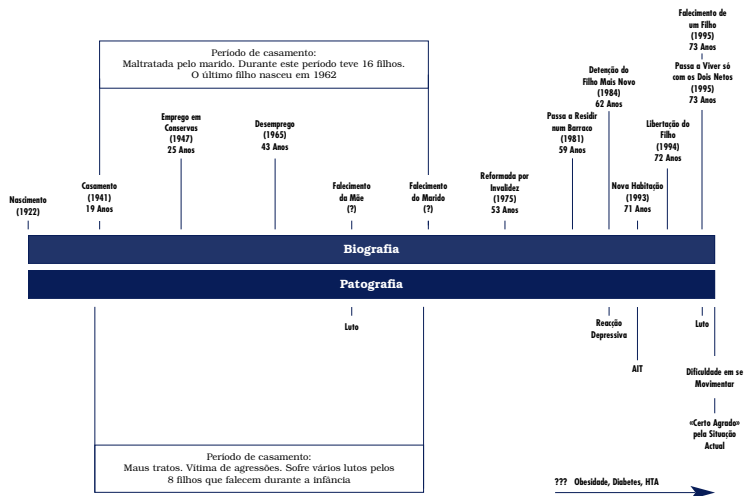 Falecimento de
um Filho
(1995)
73 Anos
Período de casamento:
Maltratada pelo marido. Durante este período teve 16 filhos.
O último filho nasceu em 1962
Detenção do
Filho Mais Novo
(1984)
62 Anos
Passa a Viver só
com os Dois Netos
(1995)
73 Anos
Emprego em
Conservas
(1947)
25 Anos
Desemprego
(1965)
43 Anos
Passa a Residir
num Barraco
(1981)
59 Anos
Libertação do
Filho
(1994)
72 Anos
Nascimento
(1922)
Casamento
(1941)
19 Anos
Falecimento
da Mãe
(?)
Falecimento
do Marido
(?)
Reformada por
Invalidez
(1975)
53 Anos
Nova Habitação
(1993)
71 Anos
Biografia
Patografia
Luto
Reacção
Depressiva
Luto
AIT
Dificuldade em se
Movimentar
«Certo Agrado»
pela Situação
Actual
Período de casamento:
Maus tratos. Vítima de agressões. Sofre vários lutos pelos
8 filhos que falecem durante a infância
??? Obesidade, Diabetes, HTA